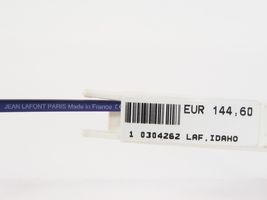 JEAN LAFONT PARIS Made in France
EUR 144,60
1 0304262 LAF.IDAHO